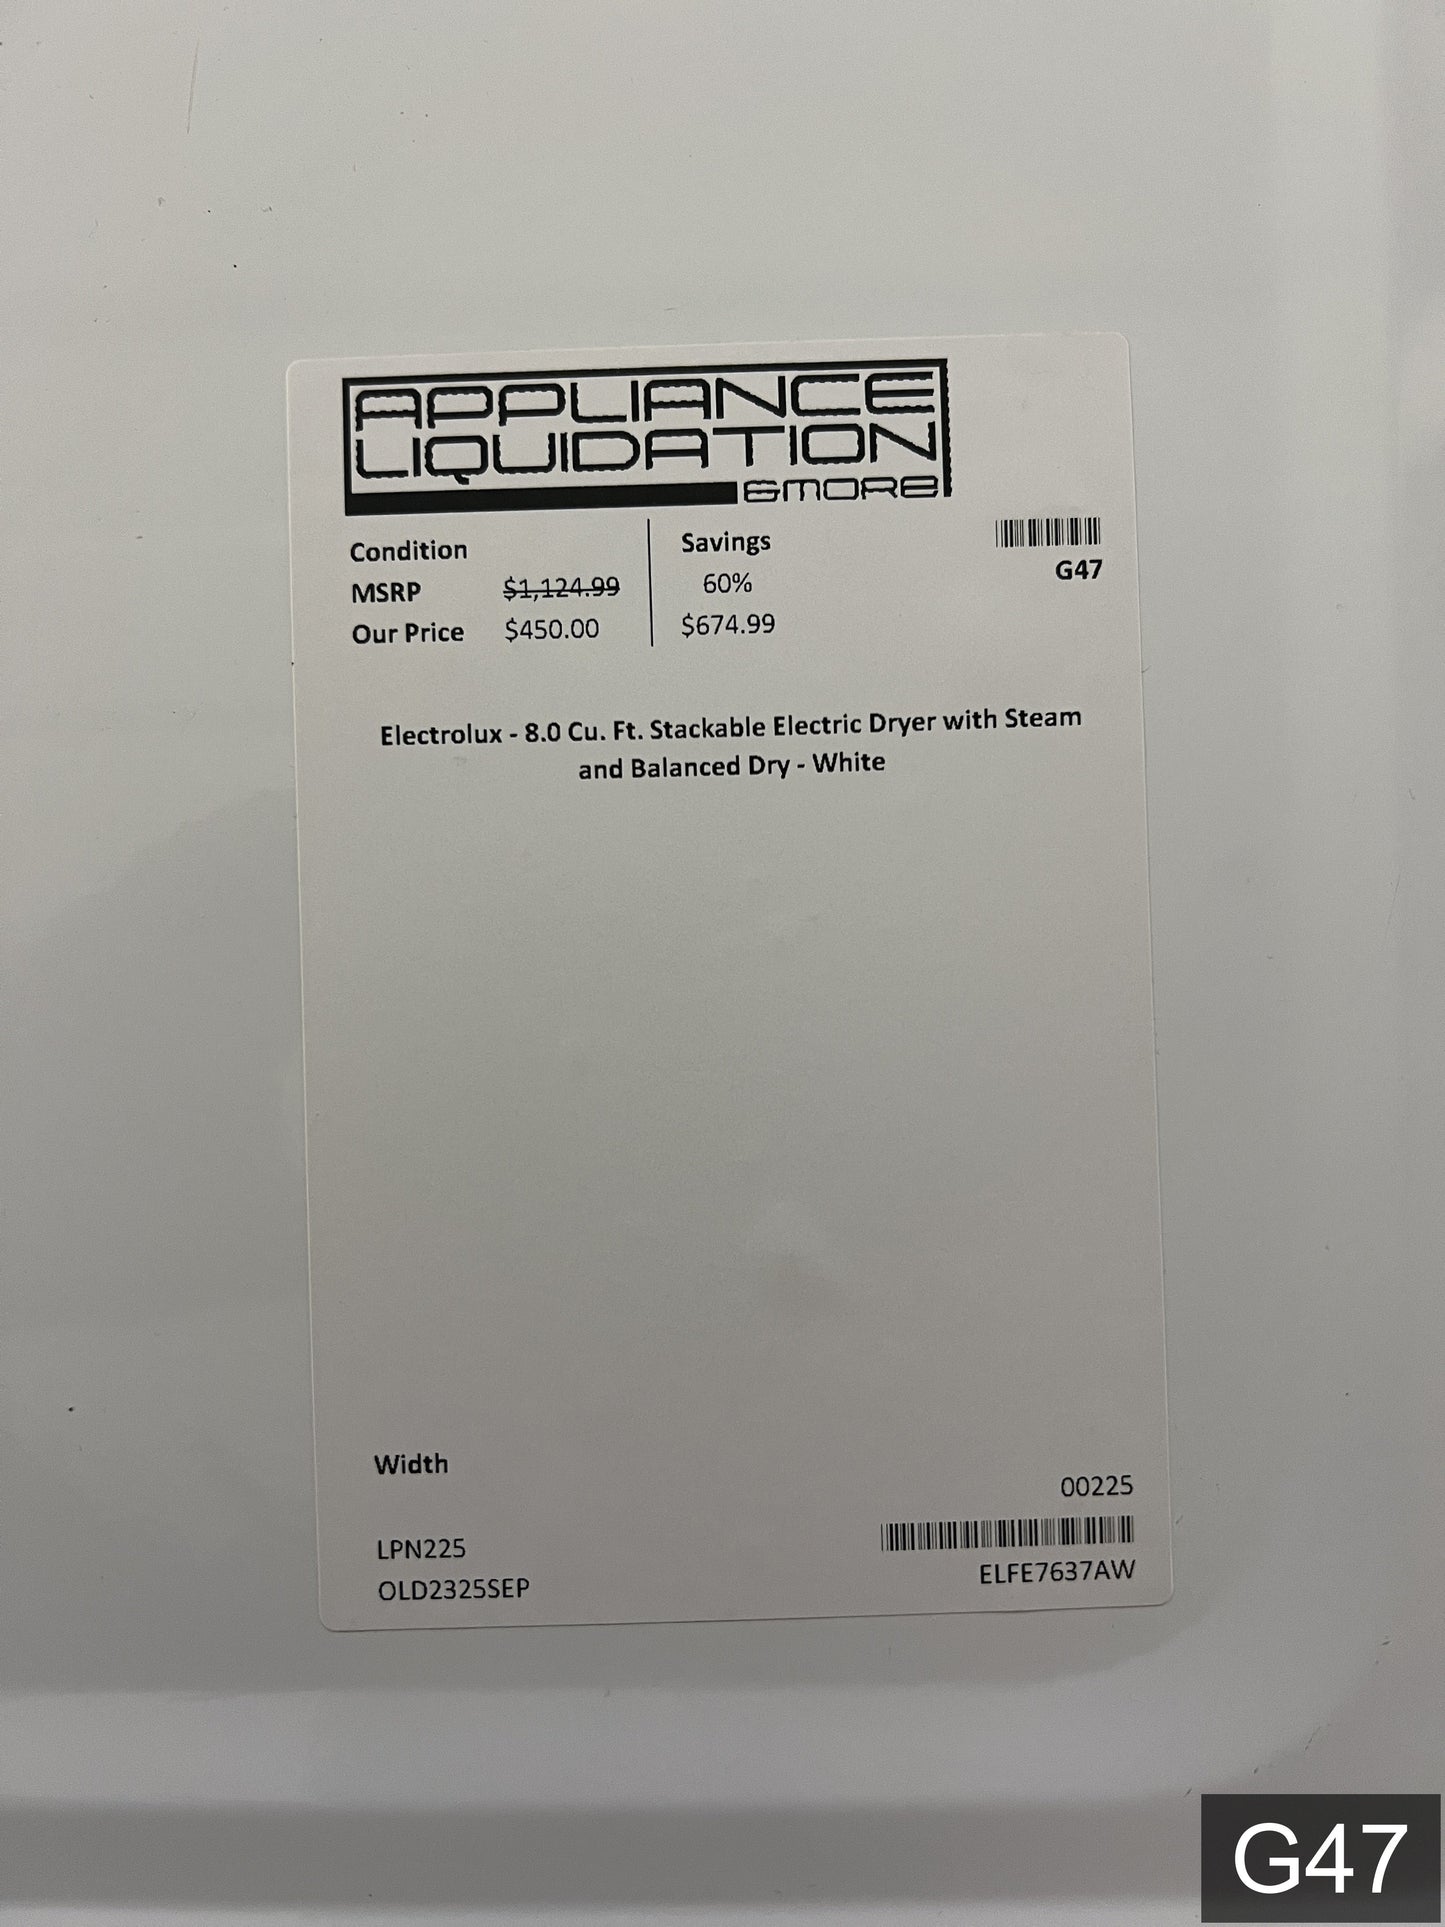 APPLIANCE
LIQUIDATION
&MORE
Condition
MSRP $1,124.99
Our Price $450.00
Savings
60%
$674.99
G47
Electrolux - 8.0 Cu. Ft. Stackable Electric Dryer with Steam
and Balanced Dry - White
Width
00225
LPN225
OLD2325SEP
ELFE7637AW
G47